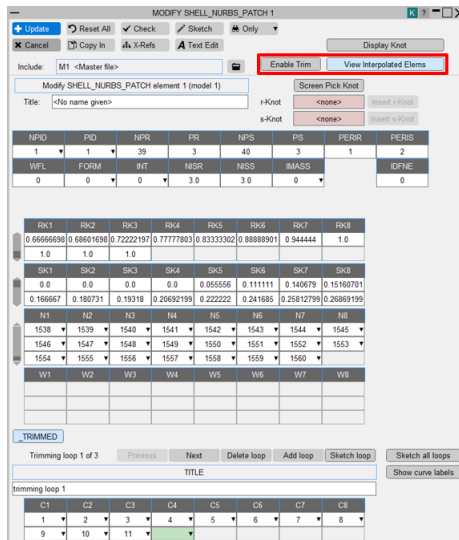 MODIFY SHELL_NURBS_PATCH 1
K ?
Update Reset All Check Sketch Only
Cancel Copy In X-Refs Text Edit Display Knot
Include: M1 <Master file> Enable Trim View Interpolated Elems
Modify SHELL_NURBS_PATCH element 1 (model 1) Screen Pick Knot
Title: <No name given> r-Knot <none> Insert r-Knot
s-Knot <none> Insert s-Knot
NPID PID NPR PR NPS PS PERIR PERIS
1 1 39 3 40 3 1 2
WFL FORM INT NISR NISS IMASS IDFNE
0 0 0 3.0 3.0 0 0
RK1 RK2 RK3 RK4 RK5 RK6 RK7 RK8
0.66666698 0.68601698 0.72222197 0.77777803 0.83333302 0.88888901 0.944444 1.0
1.0 1.0 1.0
SK1 SK2 SK3 SK4 SK5 SK6 SK7 SK8
0.0 0.0 0.0 0.0 0.055556 0.111111 0.140679 0.15160701
0.166667 0.180731 0.19318 0.20692199 0.222222 0.241685 0.25812799 0.26869199
N1 N2 N3 N4 N5 N6 N7 N8
1538 1539 1540 1541 1542 1543 1544 1545
1546 1547 1548 1549 1550 1551 1552 1553
1554 1555 1556 1557 1558 1559 1560
W1 W2 W3 W4 W5 W6 W7 W8
_TRIMMED
Trimming loop 1 of 3 Previous Next Delete loop Add loop Sketch loop Sketch all loops
TITLE Show curve labels
trimming loop 1
C1 C2 C3 C4 C5 C6 C7 C8
1 2 3 4 5 6 7 8
9 10 11